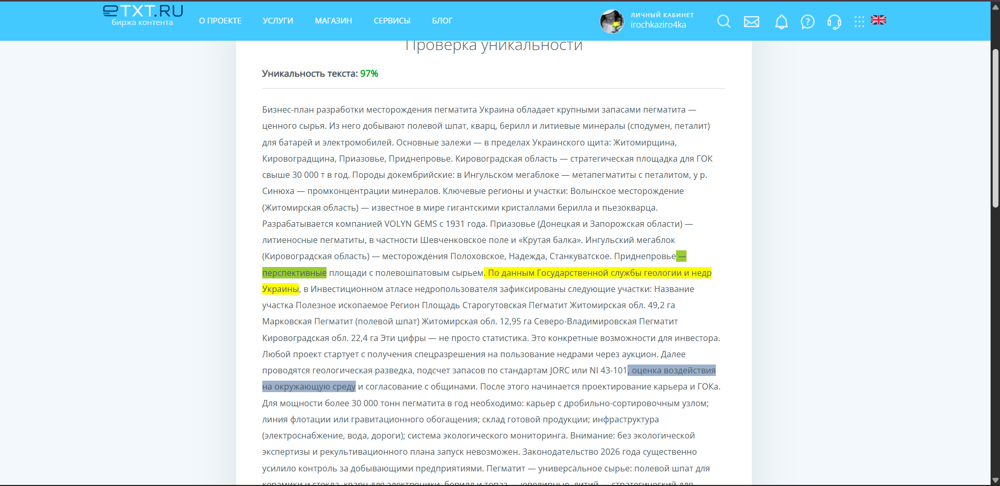 eTXT.RU
биржа контента
О ПРОЕКТЕ
УСЛУГИ
МАГАЗИН
СЕРВИСЫ
БЛОГ
ЛИЧНЫЙ КАБИНЕТ
irochkaziro4ka
Проверка уникальности
Уникальность текста: 97%
Бизнес-план разработки месторождения пегматита Украина обладает крупными запасами пегматита —
ценного сырья. Из него добывают полевой шпат, кварц, берилл и литиевые минералы (сподумен, петалит)
для батарей и электромобилей. Основные залежи — в пределах Украинского щита: Житомирщина,
Кировоградщина, Приазовье, Приднепровье. Кировоградская область — стратегическая площадка для ГОК
свыше 30 000 т в год. Породы докембрийские: в Ингульском мегаблоке — метапегматиты с петалитом, у р.
Синюха — промконцентрации минералов. Ключевые регионы и участки: Волынское месторождение
(Житомирская область) — известное в мире гигантскими кристаллами берилла и пьезокварца.
Разрабатывается компанией VOLYN GEMS с 1931 года. Приазовье (Донецкая и Запорожская области) —
литиеносные пегматиты, в частности Шевченковское поле и «Крутая балка». Ингульский мегаблок
(Кировоградская область) — месторождения Полоховское, Надежда, Станкуватское. Приднепровье —
перспективные площади с полевошпатовым сырьем. По данным Государственной службы геологии и недр
Украины, в Инвестиционном атласе недропользователя зафиксированы следующие участки: Название
участка Полезное ископаемое Регион Площадь Старогутовская Пегматит Житомирская обл. 49,2 га
Марковская Пегматит (полевой шпат) Житомирская обл. 12,95 га Северо-Владимировская Пегматит
Кировоградская обл. 22,4 га Эти цифры — не просто статистика. Это конкретные возможности для инвестора.
Любой проект стартует с получения спецразрешения на пользование недрами через аукцион. Далее
проводятся геологическая разведка, подсчет запасов по стандартам JORC или NI 43-101, оценка воздействия
на окружающую среду и согласование с общинами. После этого начинается проектирование карьера и ГОКа.
Для мощности более 30 000 тонн пегматита в год необходимо: карьер с дробильно-сортировочным узлом;
линия флотации или гравитационного обогащения; склад готовой продукции; инфраструктура
(электроснабжение, вода, дороги); система экологического мониторинга. Внимание: без экологической
экспертизы и рекультивационного плана запуск невозможен. Законодательство 2026 года существенно
усилило контроль за добывающими предприятиями. Пегматит — универсальное сырье: полевой шпат для
керамики и стекла, кварц для электроники, берилл и топаз — ювелирные, литий — стратегический для